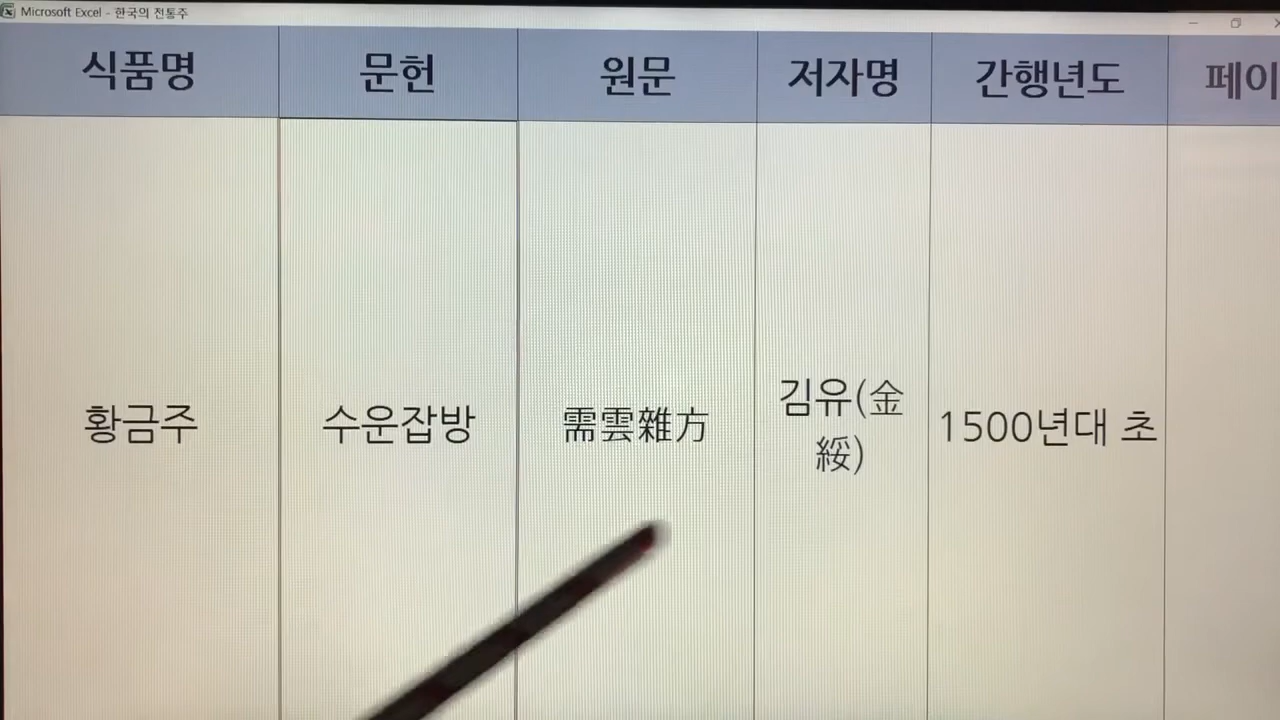 Microsoft Excel - 한국의 전통주
식품명 문헌 원문 저자명 간행년도 페이
황금주 수운잡방 需雲雜方 김유(金
綏) 1500년대 초